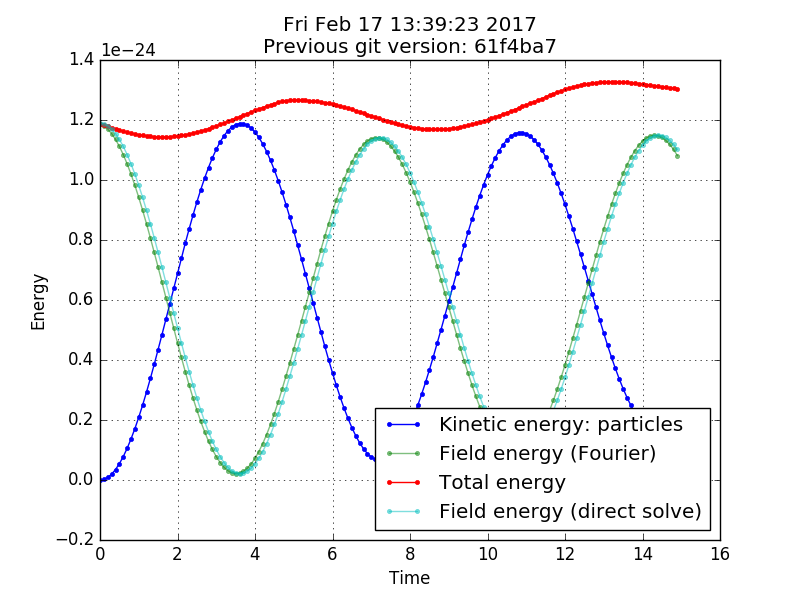 Fri Feb 17 13:39:23 2017
Previous git version: 61f4ba7
1e−24
1.4
1.2
1.0
0.8
0.6
0.4
0.2
0.0
−0.2
Energy
Kinetic energy: particles
Field energy (Fourier)
Total energy
Field energy (direct solve)
0 2 4 6 8 10 12 14 16
Time